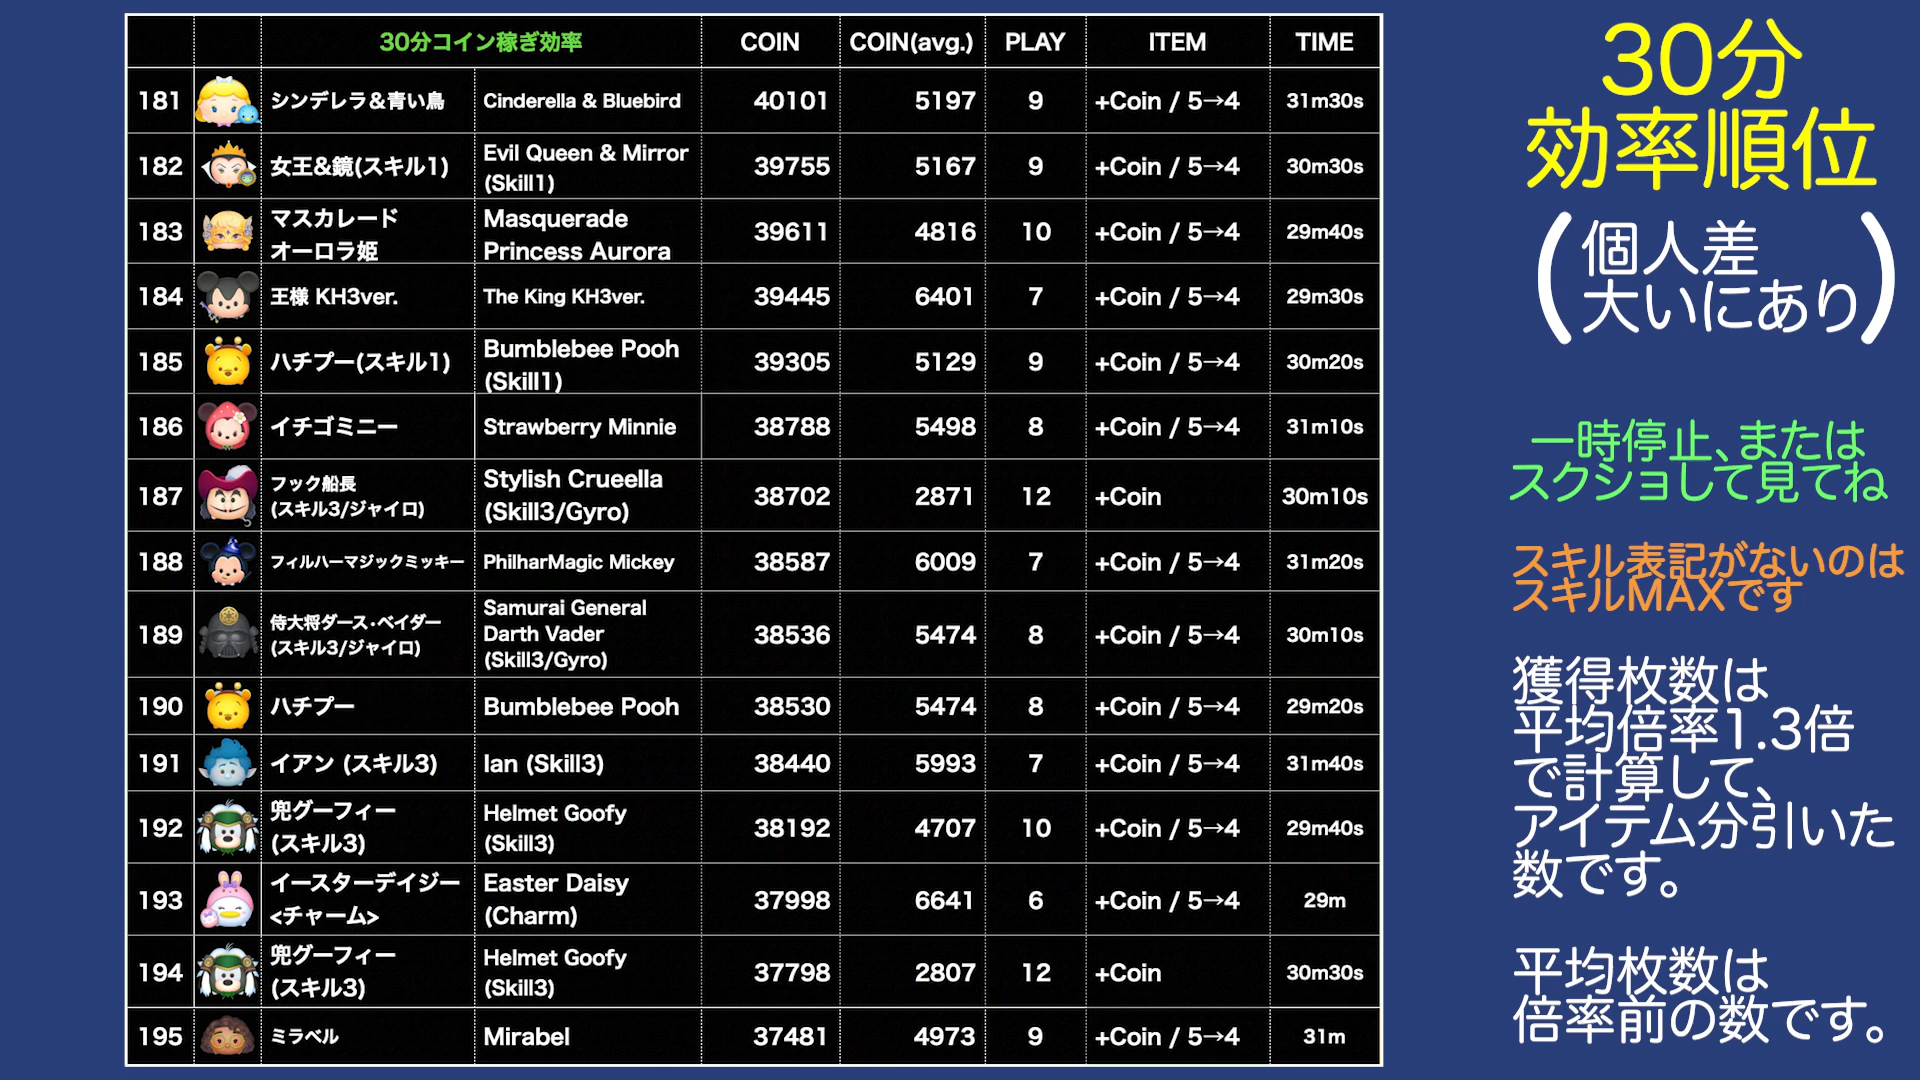 30分コイン稼ぎ効率 COIN COIN(avg.) PLAY ITEM TIME
181 シンデレラ&青い鳥 Cinderella & Bluebird 40101 5197 9 +Coin / 5→4 31m30s
182 女王&鏡(スキル1) Evil Queen & Mirror (Skill1) 39755 5167 9 +Coin / 5→4 30m30s
183 マスカレード オーロラ姫 Masquerade Princess Aurora 39611 4816 10 +Coin / 5→4 29m40s
184 王様 KH3ver. The King KH3ver. 39445 6401 7 +Coin / 5→4 29m30s
185 ハチプー(スキル1) Bumblebee Pooh (Skill1) 39305 5129 9 +Coin / 5→4 30m20s
186 イチゴミニー Strawberry Minnie 38788 5498 8 +Coin / 5→4 31m10s
187 フック船長 (スキル3/ジャイロ) Stylish Crueella (Skill3/Gyro) 38702 2871 12 +Coin 30m10s
188 フィルハーマジックミッキー PhilharMagic Mickey 38587 6009 7 +Coin / 5→4 31m20s
189 侍大将ダース・ベイダー (スキル3/ジャイロ) Samurai General Darth Vader (Skill3/Gyro) 38536 5474 8 +Coin / 5→4 30m10s
190 ハチプー Bumblebee Pooh 38530 5474 8 +Coin / 5→4 29m20s
191 イアン (スキル3) Ian (Skill3) 38440 5993 7 +Coin / 5→4 31m40s
192 兜グーフィー (スキル3) Helmet Goofy (Skill3) 38192 4707 10 +Coin / 5→4 29m40s
193 イースターデイジー <チャーム> Easter Daisy (Charm) 37998 6641 6 +Coin / 5→4 29m
194 兜グーフィー (スキル3) Helmet Goofy (Skill3) 37798 2807 12 +Coin 30m30s
195 ミラベル Mirabel 37481 4973 9 +Coin / 5→4 31m
30分
効率順位
(個人差
大いにあり)
一時停止、または
スクショして見てね
スキル表記がないのは
スキルMAXです
獲得枚数は
平均倍率1.3倍
で計算して、
アイテム分引いた
数です。
平均枚数は
倍率前の数です。